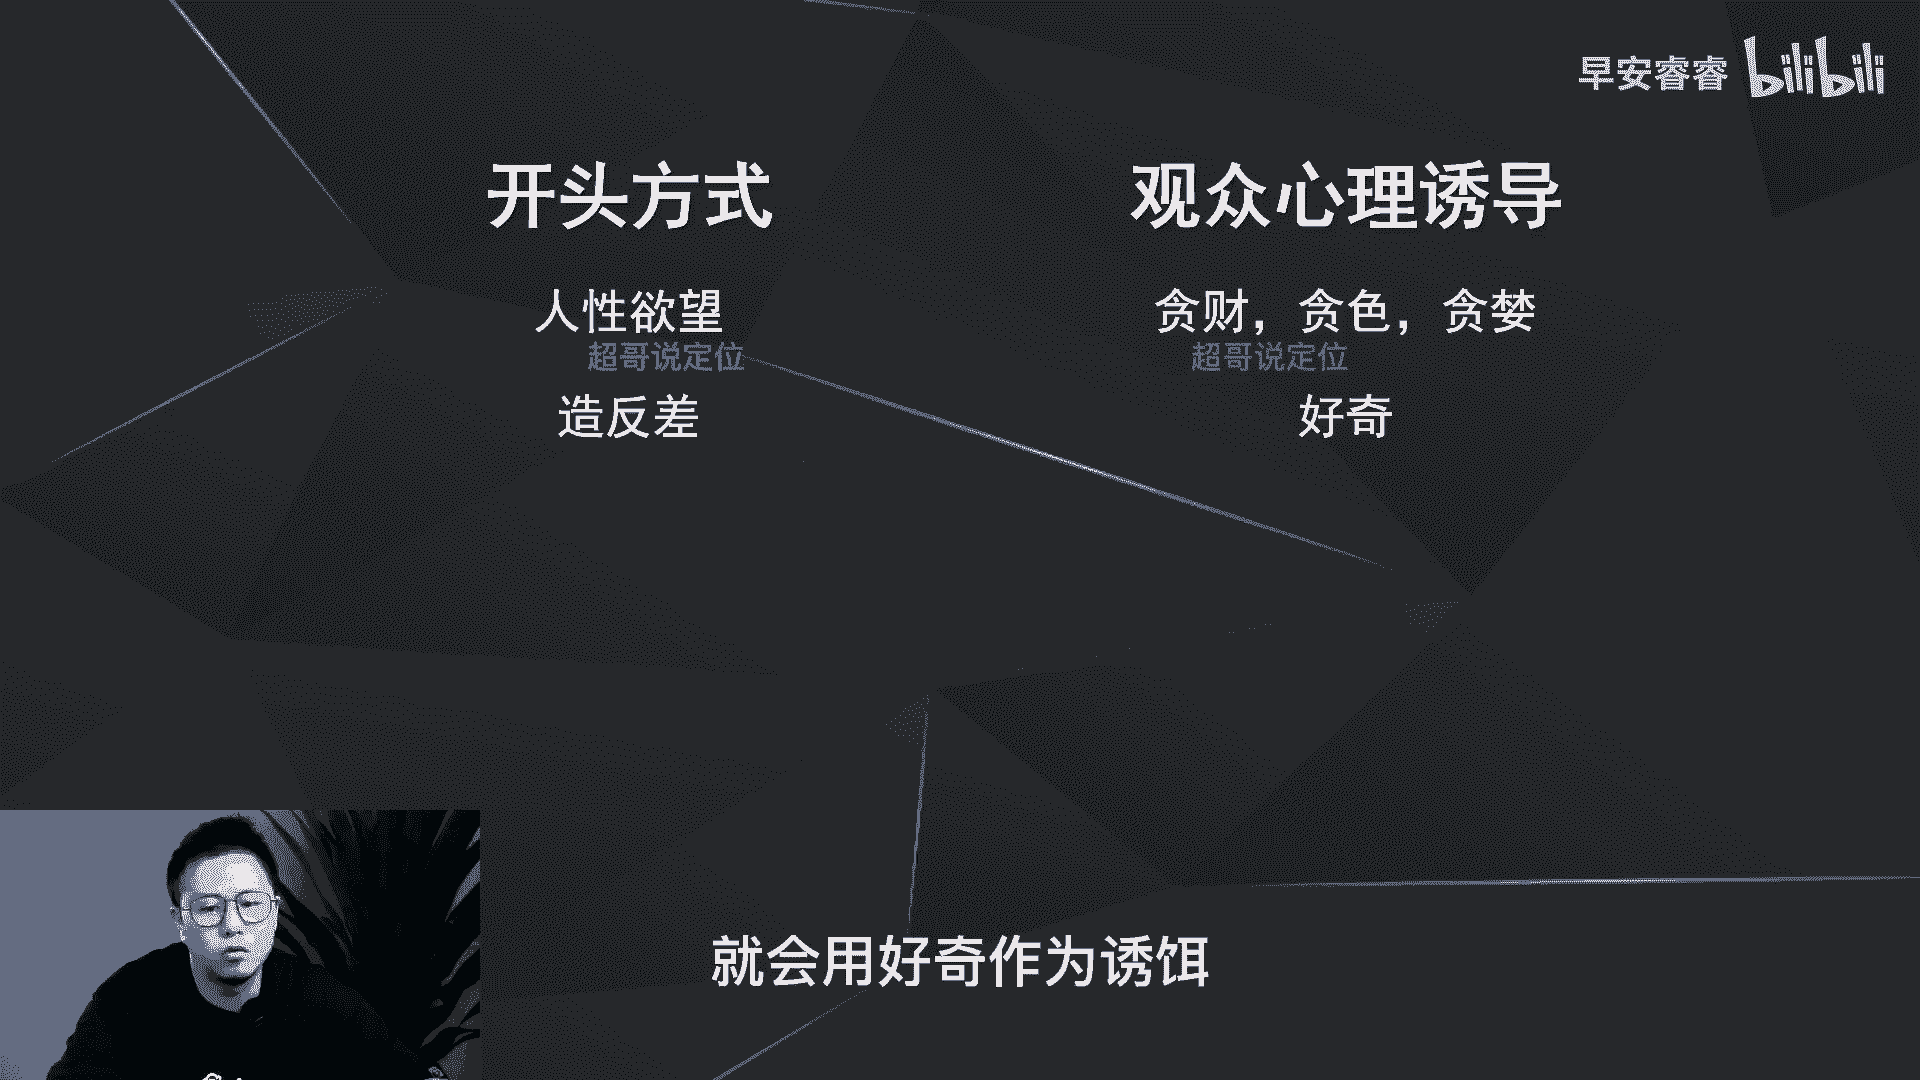 早安睿睿 bilibili
开头方式
观众心理诱导
人性欲望
贪财，贪色，贪婪
超哥说定位
超哥说定位
造反差
好奇
就会用好奇作为诱饵